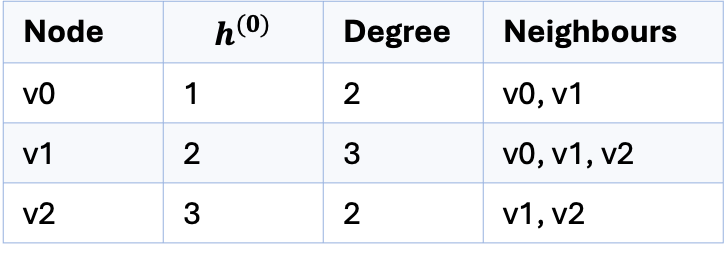 Node h⁽⁰⁾ Degree Neighbours
v0 1 2 v0, v1
v1 2 3 v0, v1, v2
v2 3 2 v1, v2